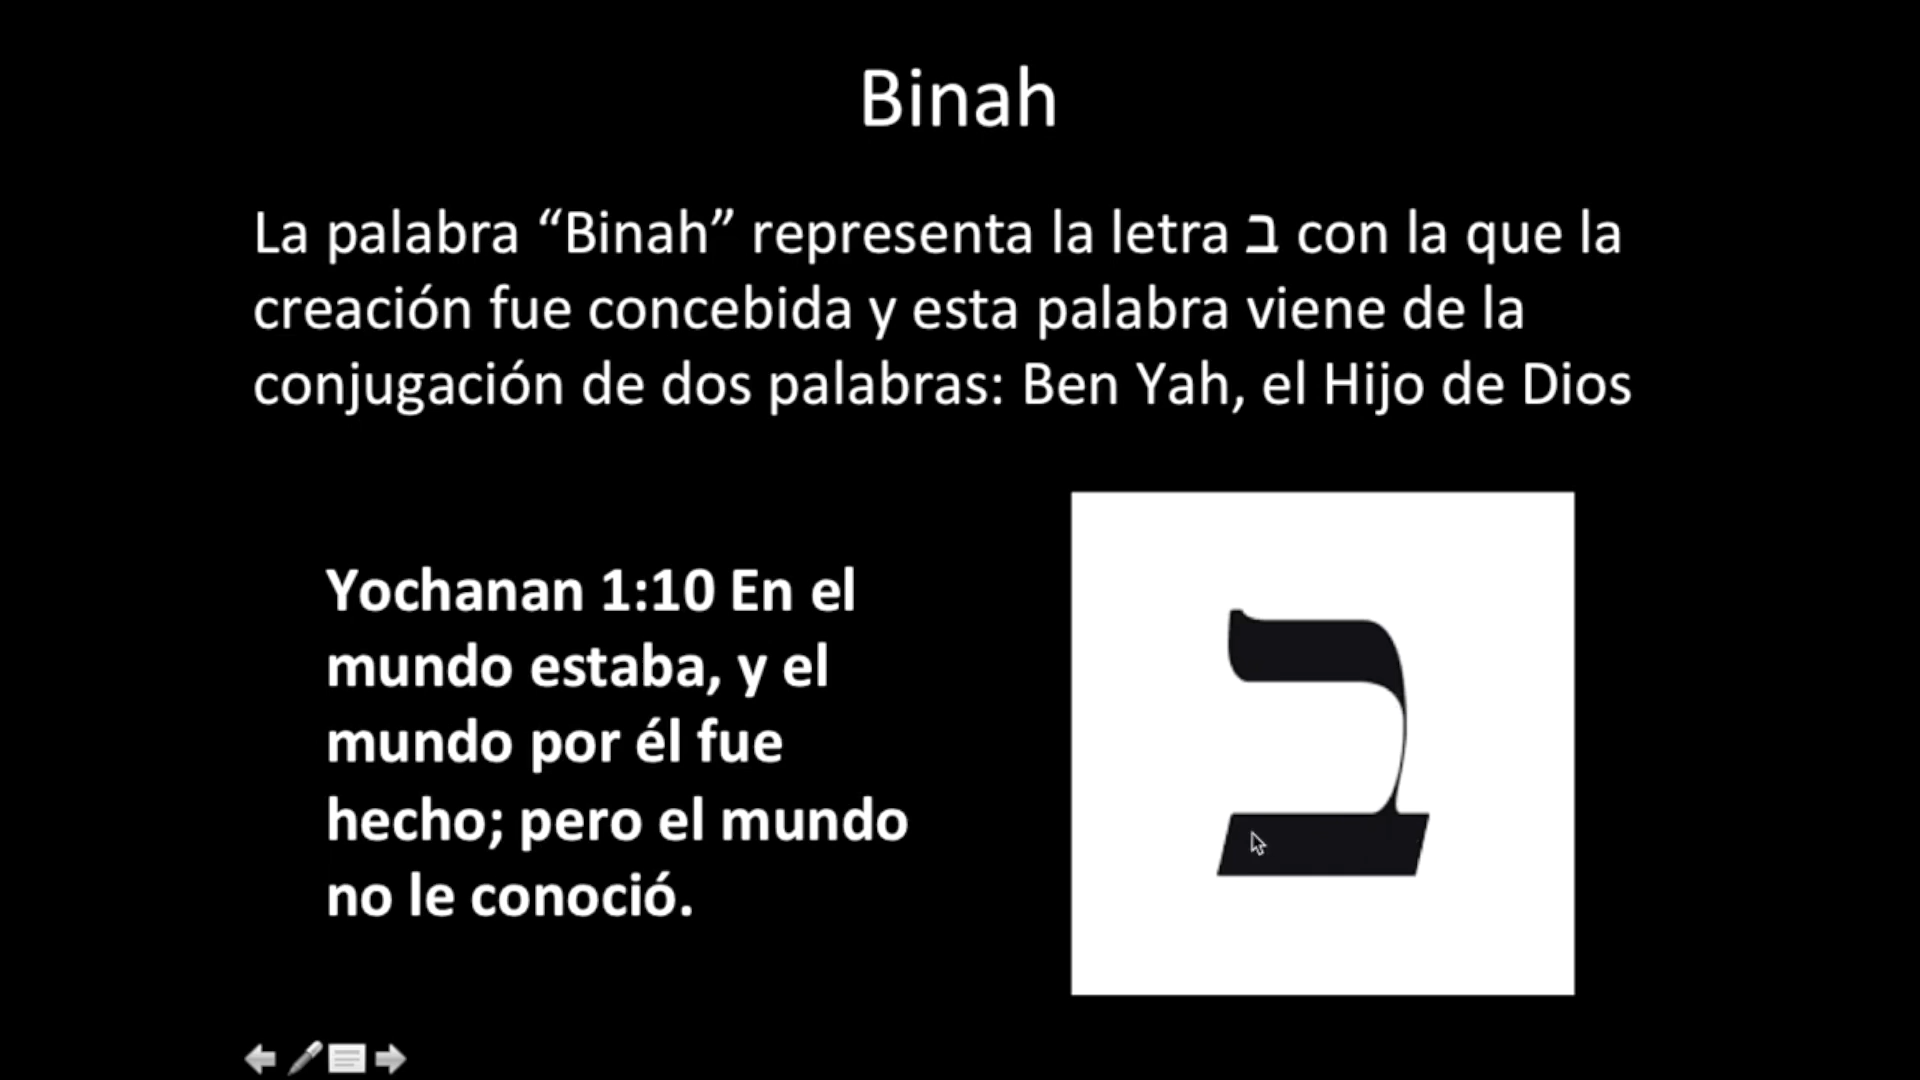 Binah
La palabra “Binah” representa la letra ב con la que la
creación fue concebida y esta palabra viene de la
conjugación de dos palabras: Ben Yah, el Hijo de Dios
Yochanan 1:10 En el
mundo estaba, y el
mundo por él fue
hecho; pero el mundo
no le conoció.
ב